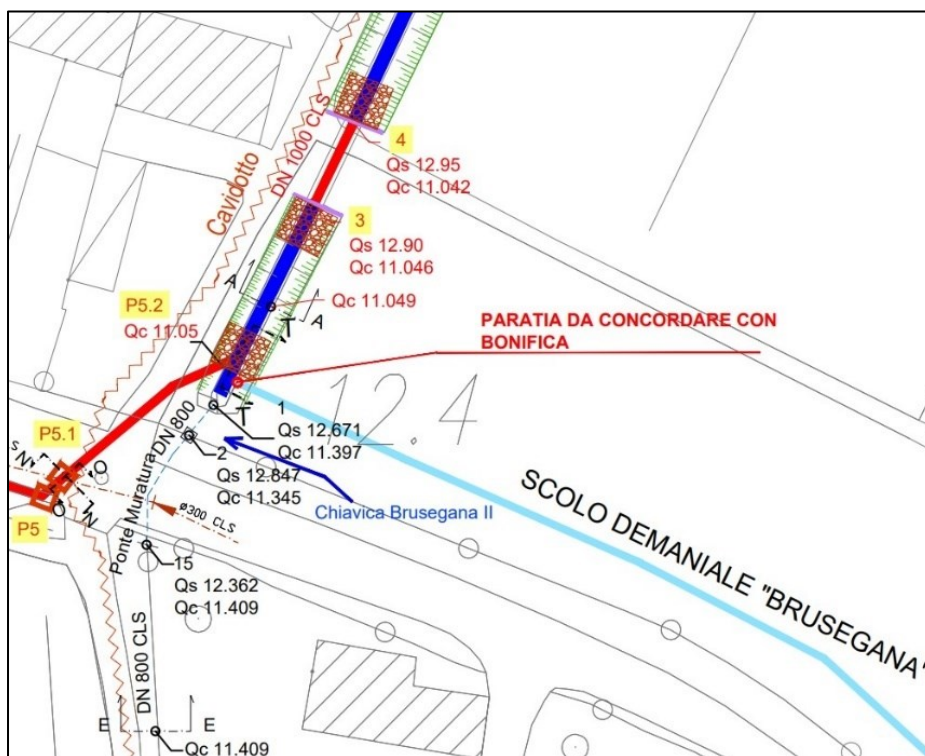 DN 1000 CLS
Cavidotto
4
Qs 12.95
Qc 11.042
3
Qs 12.90
Qc 11.046
A
A
Qc 11.049
T
P5.2
Qc 11.05
PARATIA DA CONCORDARE CON
BONIFICA
12.4
T
1
Qs 12.671
Qc 11.397
DN 800
2
Qs 12.847
Qc 11.345
Chiavica Brusegana II
P5.1
N
O
O
N
P5
ø300 CLS
Ponte Muratura
SCOLO DEMANIALE "BRUSEGANA"
15
Qs 12.362
Qc 11.409
DN 800 CLS
E
E
Qc 11.409